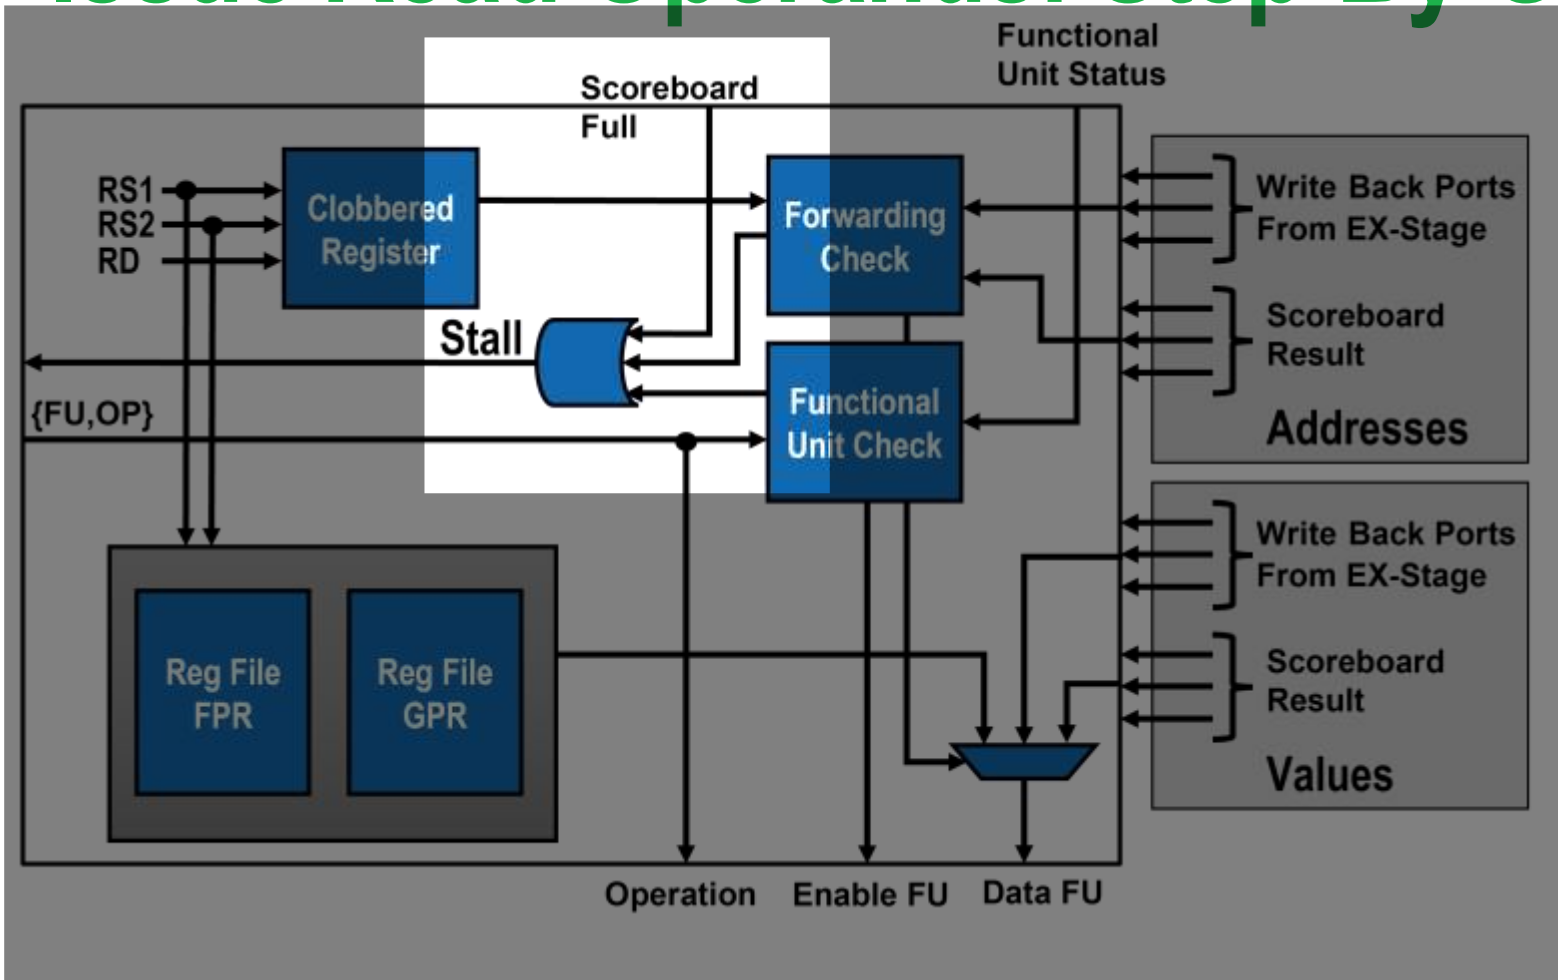 Functional
Unit Status
Scoreboard
Full
RS1
RS2
RD
Clobbered
Register
Forwarding
Check
Write Back Ports
From EX-Stage
Scoreboard
Result
Addresses
Stall
{FU,OP}
Functional
Unit Check
Write Back Ports
From EX-Stage
Scoreboard
Result
Values
Reg File
FPR
Reg File
GPR
Operation
Enable FU
Data FU